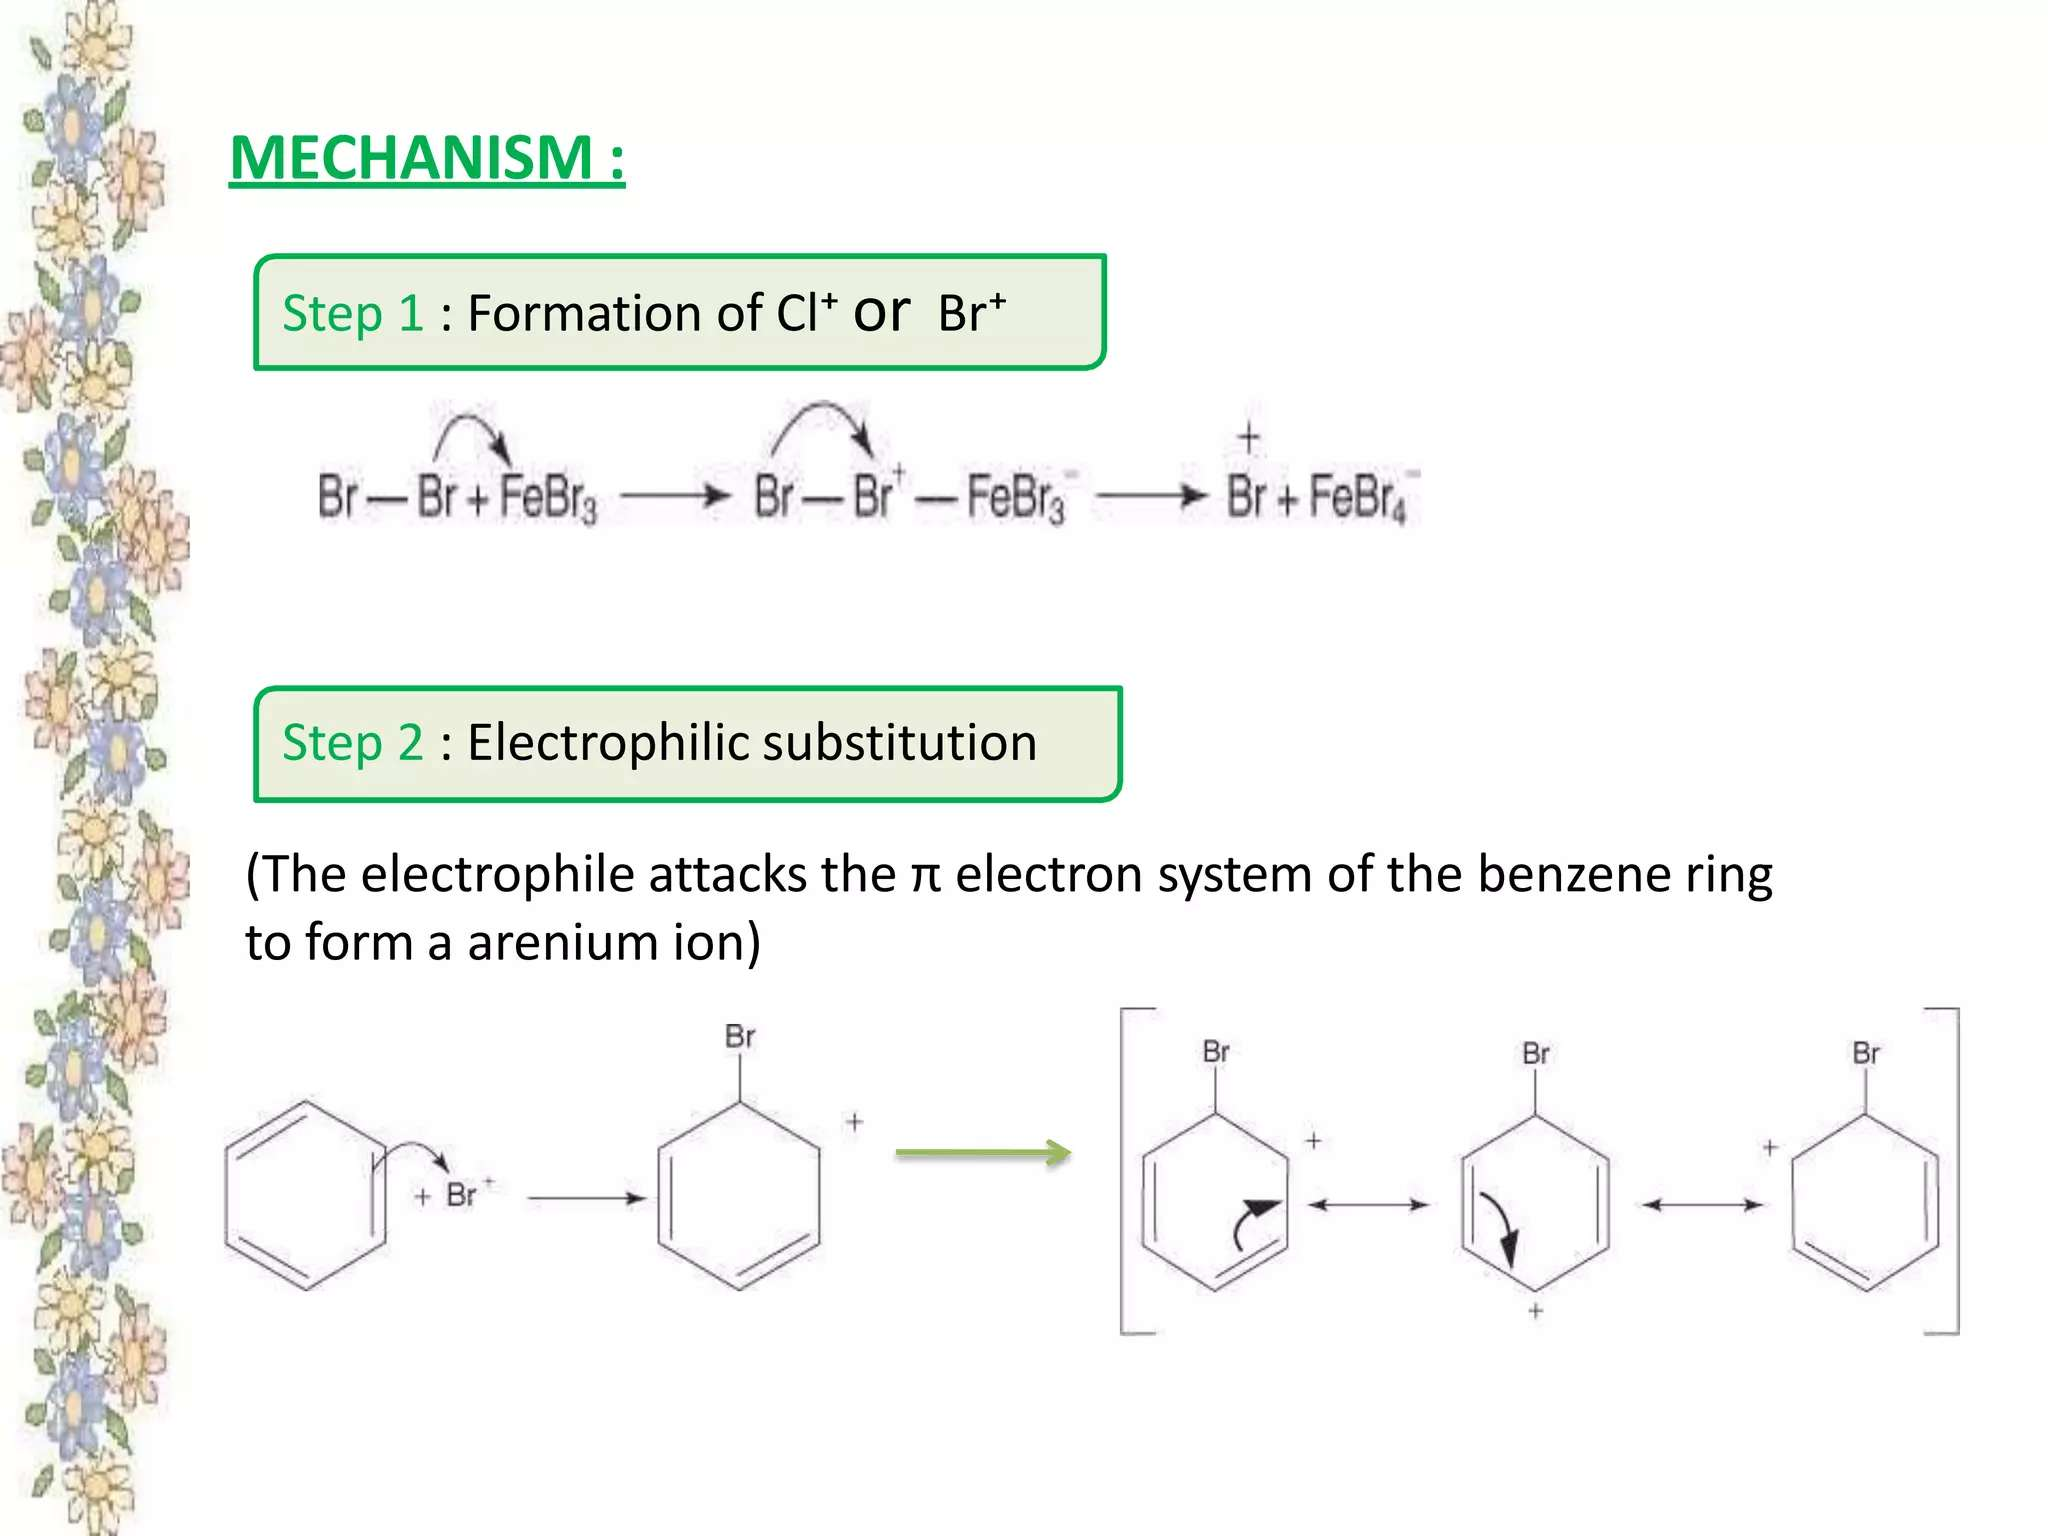 MECHANISM :
Step 1 : Formation of Cl⁺ or Br⁺
Br — Br + FeBr₃ ⟶ Br — Br⁺ — FeBr₃⁻ ⟶ Br⁺ + FeBr₄⁻
Step 2 : Electrophilic substitution
(The electrophile attacks the π electron system of the benzene ring
to form a arenium ion)
Br Br Br Br
+ + +
+ Br⁺
+